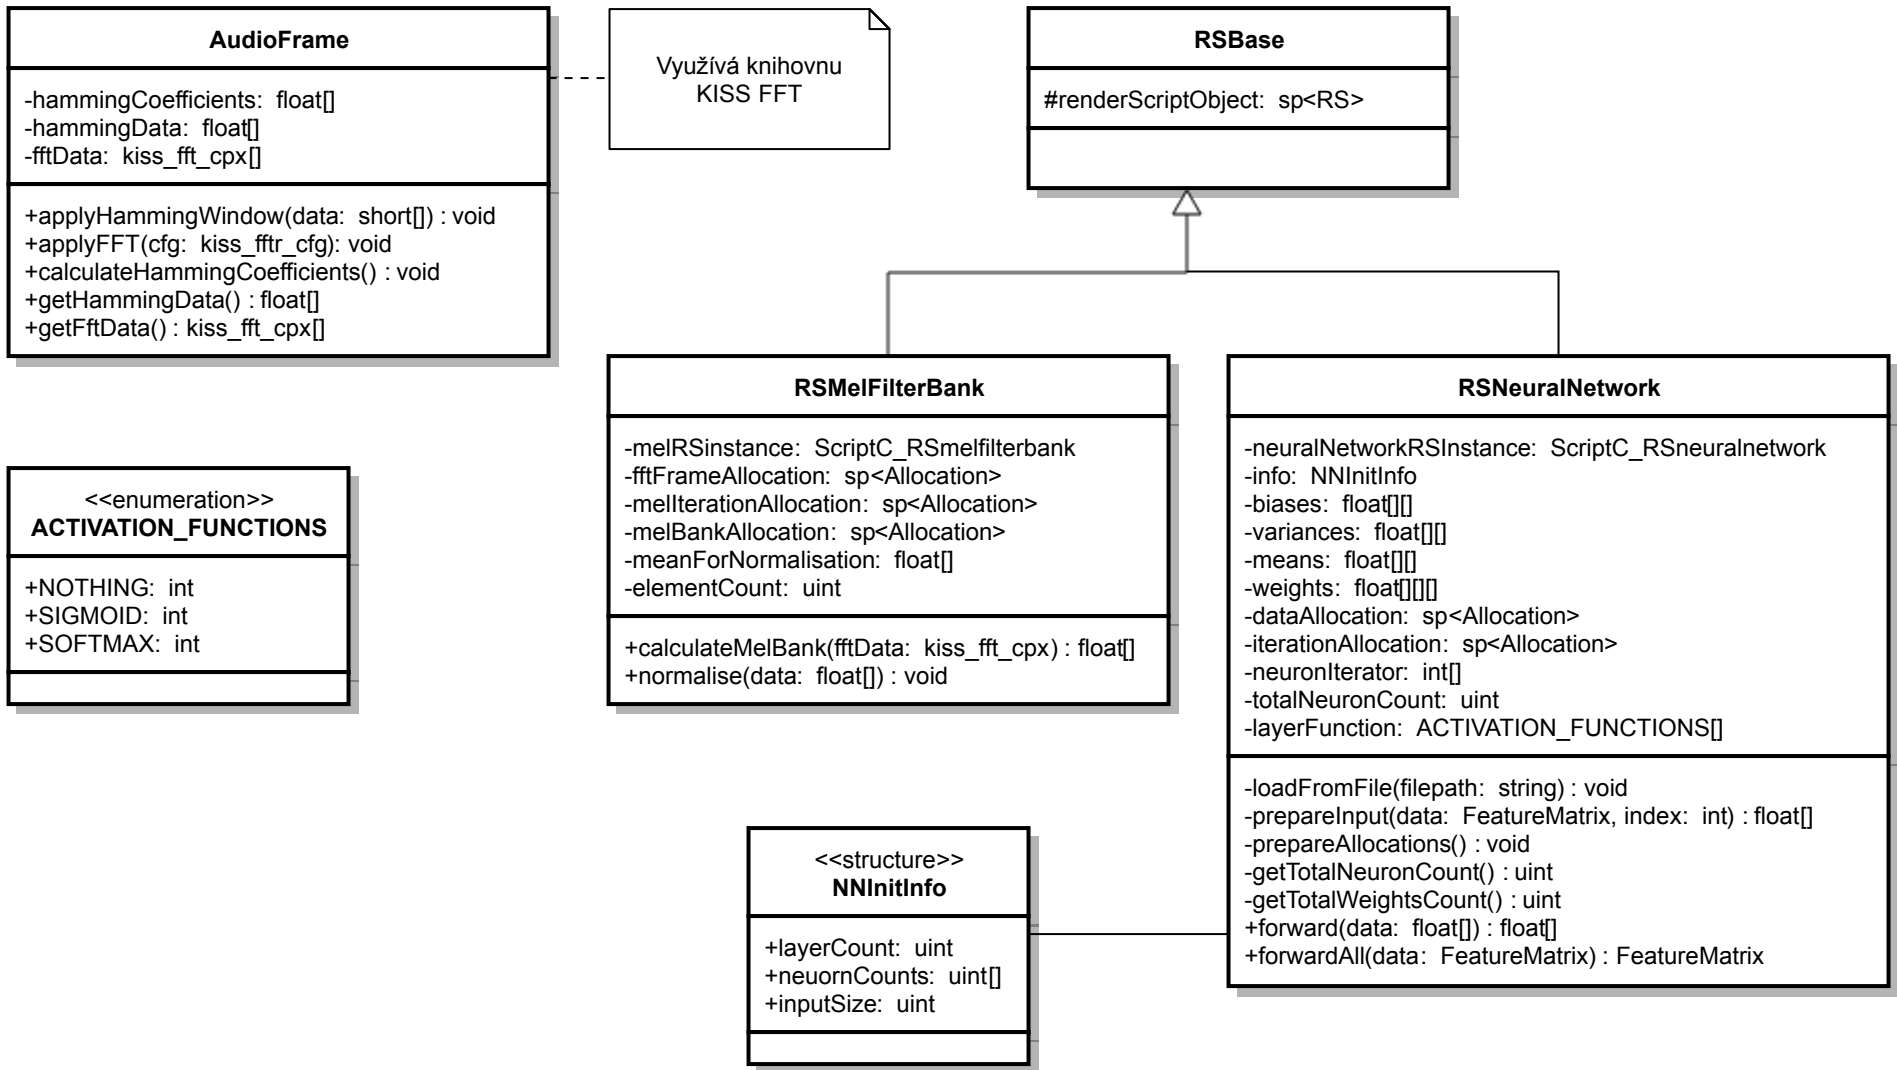 AudioFrame
-hammingCoefficients: float[]
-hammingData: float[]
-fftData: kiss_fft_cpx[]
+applyHammingWindow(data: short[]) : void
+applyFFT(cfg: kiss_fftr_cfg): void
+calculateHammingCoefficients() : void
+getHammingData() : float[]
+getFftData() : kiss_fft_cpx[]
Využívá knihovnu
KISS FFT
RSBase
#renderScriptObject: sp<RS>
RSMelFilterBank
-melRSinstance: ScriptC_RSmelfilterbank
-fftFrameAllocation: sp<Allocation>
-melIterationAllocation: sp<Allocation>
-melBankAllocation: sp<Allocation>
-meanForNormalisation: float[]
-elementCount: uint
+calculateMelBank(fftData: kiss_fft_cpx) : float[]
+normalise(data: float[]) : void
RSNeuralNetwork
-neuralNetworkRSInstance: ScriptC_RSneuralnetwork
-info: NNInitInfo
-biases: float[][]
-variances: float[][]
-means: float[][]
-weights: float[][][]
-dataAllocation: sp<Allocation>
-iterationAllocation: sp<Allocation>
-neuronIterator: int[]
-totalNeuronCount: uint
-layerFunction: ACTIVATION_FUNCTIONS[]
-loadFromFile(filepath: string) : void
-prepareInput(data: FeatureMatrix, index: int) : float[]
-prepareAllocations() : void
-getTotalNeuronCount() : uint
-getTotalWeightsCount() : uint
+forward(data: float[]) : float[]
+forwardAll(data: FeatureMatrix) : FeatureMatrix
<<enumeration>>
ACTIVATION_FUNCTIONS
+NOTHING: int
+SIGMOID: int
+SOFTMAX: int
<<structure>>
NNInitInfo
+layerCount: uint
+neuornCounts: uint[]
+inputSize: uint